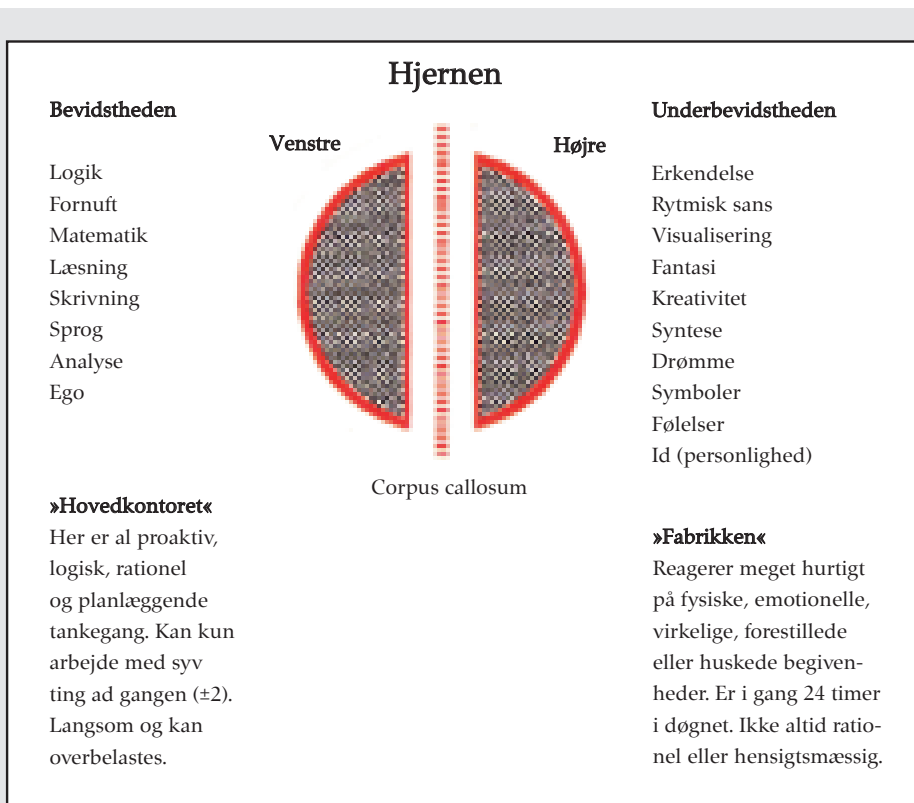 Hjernen
Bevidstheden
Venstre
Logik
Fornuft
Matematik
Læsning
Skrivning
Sprog
Analyse
Ego
»Hovedkontoret«
Her er al proaktiv,
logisk, rationel
og planlæggende
tankegang. Kan kun
arbejde med syv
ting ad gangen (±2).
Langsom og kan
overbelastes.
Corpus callosum
Underbevidstheden
Højre
Erkendelse
Rytmisk sans
Visualisering
Fantasi
Kreativitet
Syntese
Drømme
Symboler
Følelser
Id (personlighed)
»Fabrikken«
Reagerer meget hurtigt
på fysiske, emotionelle,
virkelige, forestillede
eller huskede begiven-
heder. Er i gang 24 timer
i døgnet. Ikke altid ratio-
nel eller hensigtsmæssig.